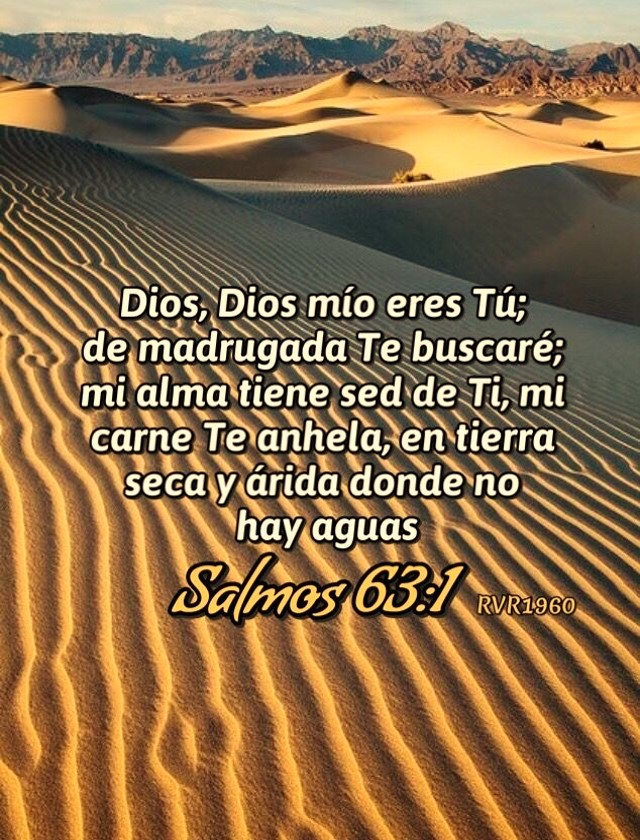 Dios, Dios mío eres Tú;
de madrugada Te buscaré;
mi alma tiene sed de Ti, mi
carne Te anhela, en tierra
seca y árida donde no
hay aguas
Salmos 63:1 RVR1960